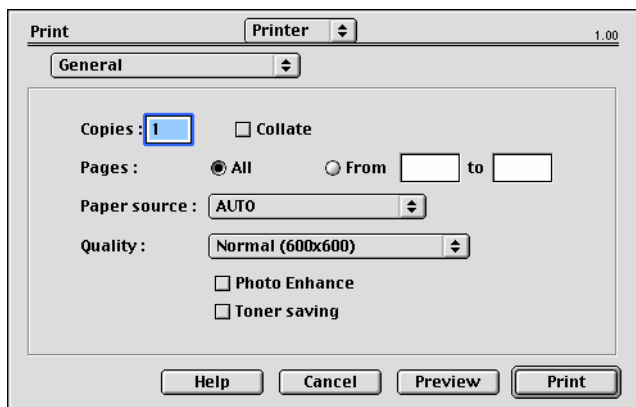 Print Printer 1.00
General
Copies : 1 Collate
Pages : All From to
Paper source : AUTO
Quality : Normal (600x600)
Photo Enhance
Toner saving
Help Cancel Preview Print